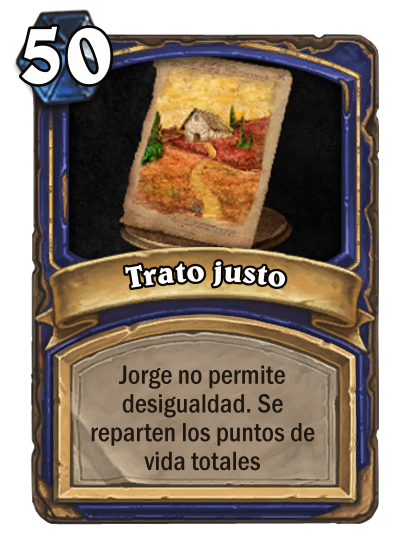 50
Trato justo
Jorge no permite
desigualdad. Se
reparten los puntos de
vida totales